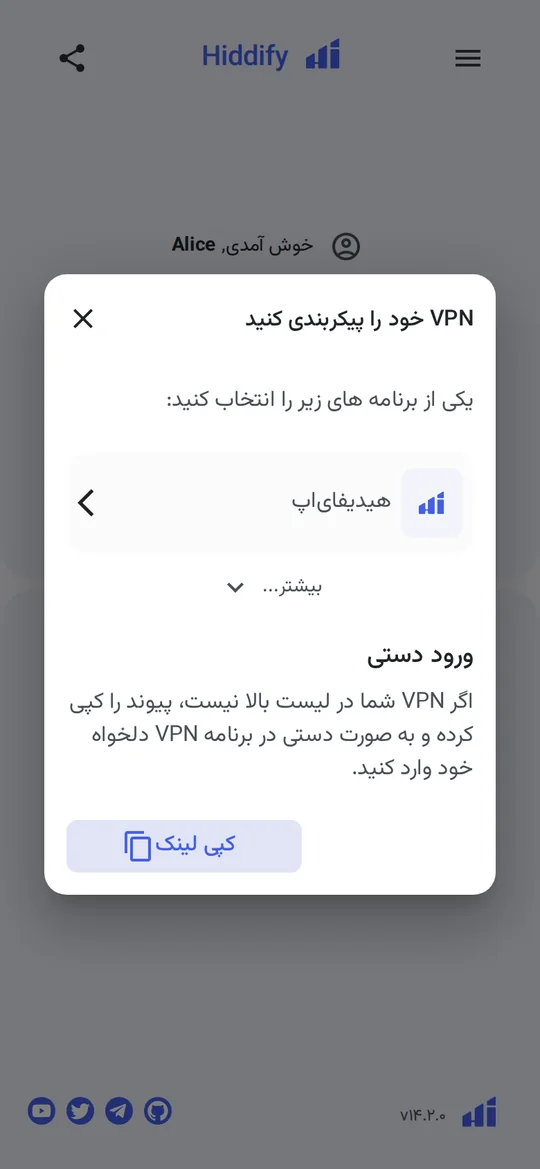 Hiddify
خوش آمدی, Alice
VPN خود را پیکربندی کنید
یکی از برنامه های زیر را انتخاب کنید:
هیدیفای‌اپ
بیشتر...
ورود دستی
اگر VPN شما در لیست بالا نیست، پیوند را کپی
کرده و به صورت دستی در برنامه VPN دلخواه
خود وارد کنید.
کپی لینک
v۱۴.۲.۰